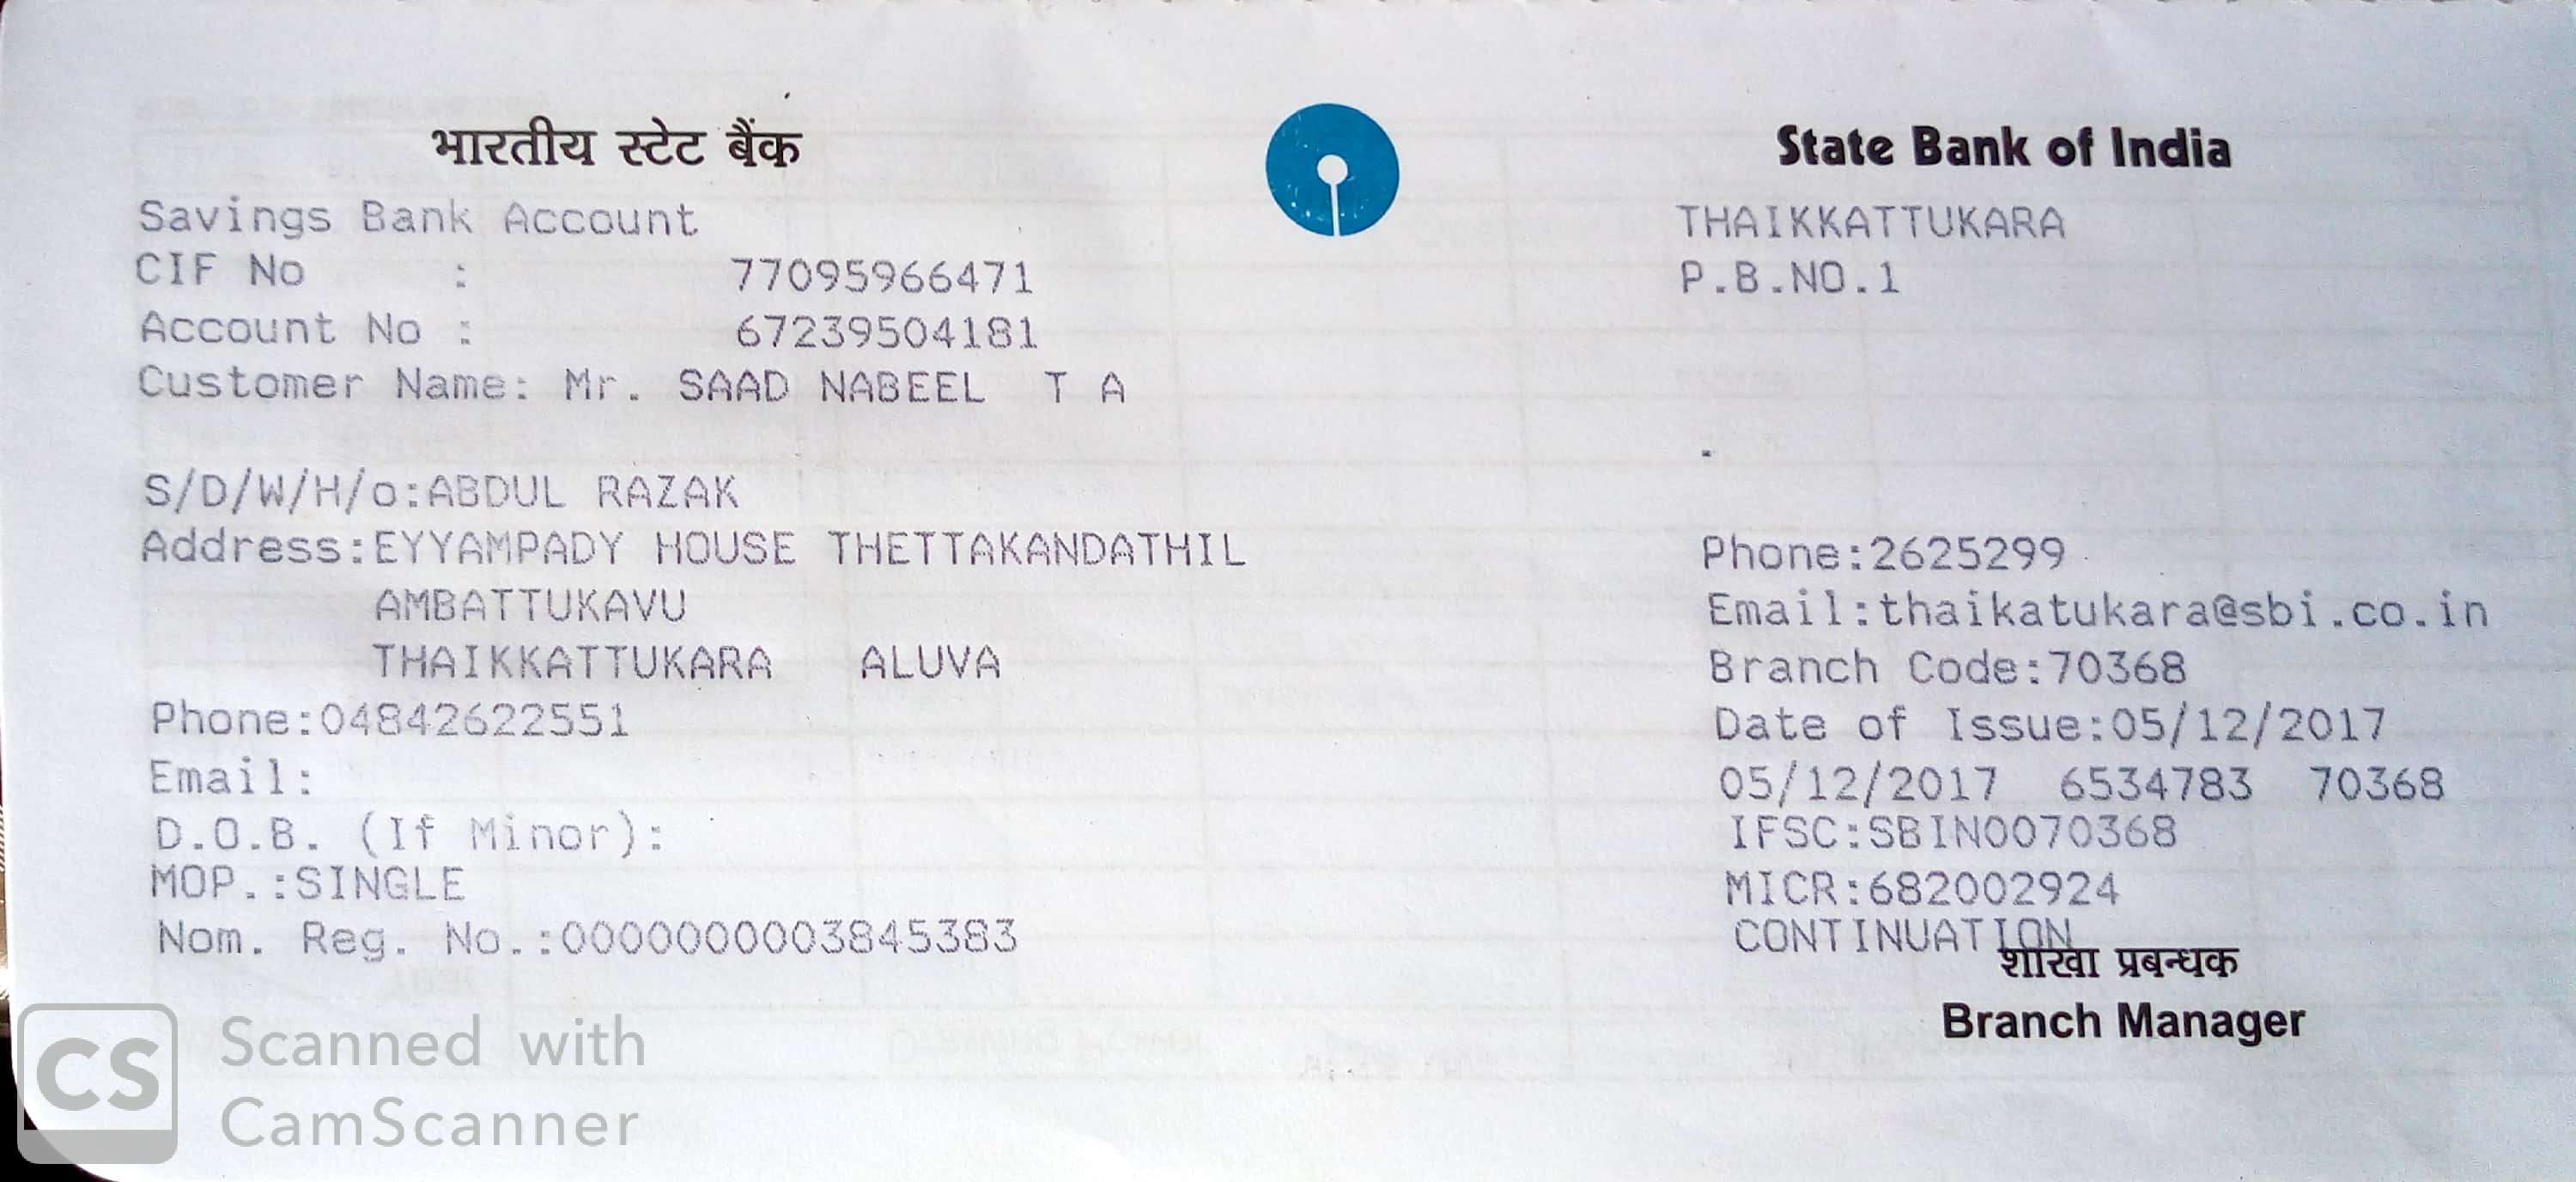 भारतीय स्टेट बैंक
State Bank of India
Savings Bank Account
CIF No : 77095966471
Account No : 67239504181
Customer Name: Mr. SAAD NABEEL T A
S/D/W/H/o:ABDUL RAZAK
Address:EYYAMPADY HOUSE THETTAKANDATHIL
AMBATTUKAVU
THAIKKATTUKARA ALUVA
Phone:04842622551
Email:
D.O.B. (If Minor):
MOP.:SINGLE
Nom. Reg. No.:0000000003845383
THAIKKATTUKARA
P.B.NO.1
Phone:2625299
Email:thaikatukara@sbi.co.in
Branch Code:70368
Date of Issue:05/12/2017
05/12/2017 6534783 70368
IFSC:SBIN0070368
MICR:682002924
CONTINUATION
शाखा प्रबन्धक
Branch Manager
CS Scanned with
CamScanner